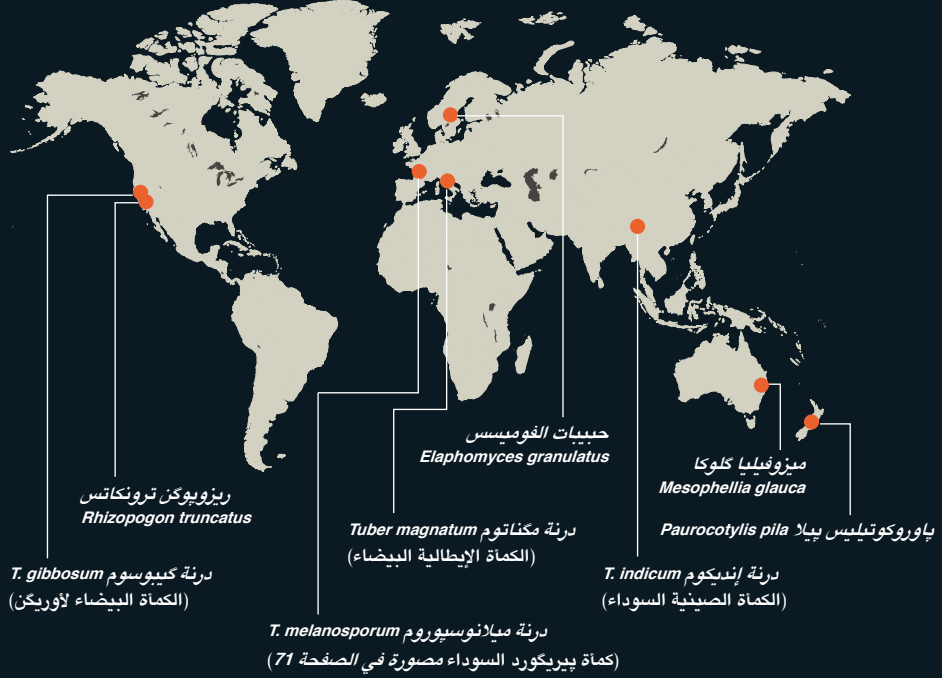 حبيبات الفوميسس
Elaphomyces granulatus
ميزوفيليا گلوكا
Mesophellia glauca
ريزوپوگن ترونكاتس
Rhizopogon truncatus
درنة مگناتوم Tuber magnatum
(الكمأة الإيطالية البيضاء)
پاوروكوتيليس پيلا Paurocotylis pila
درنة گيبوسوم T. gibbosum
(الكمأة البيضاء لأوريگن)
درنة إنديكوم T. indicum
(الكمأة الصينية السوداء)
درنة ميلانوسپوروم T. melanosporum
(كمأة پيريگورد السوداء مصورة في الصفحة 71)